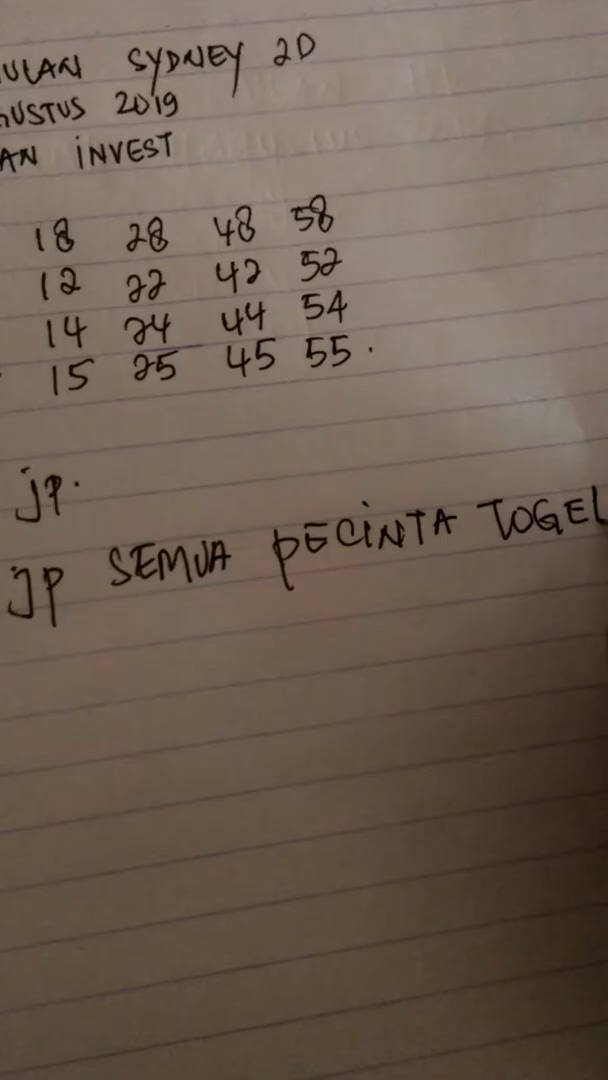 ULAN SYDNEY 2D
GUSTUS 2019
AN INVEST
18 28 48 58
12 22 42 52
14 24 44 54
15 25 45 55.
jp.
jp SEMUA PECINTA TOGEL